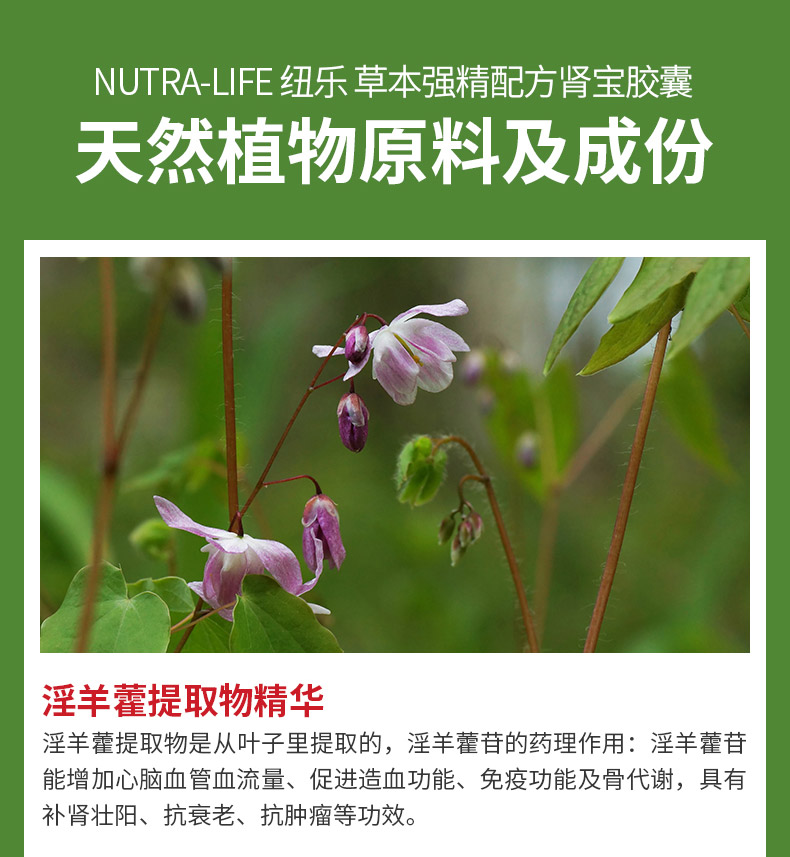 NUTRA-LIFE 纽乐 草本强精配方肾宝胶囊
天然植物原料及成份
淫羊藿提取物精华
淫羊藿提取物是从叶子里提取的，淫羊藿苷的药理作用：淫羊藿苷
能增加心脑血管血流量、促进造血功能、免疫功能及骨代谢，具有
补肾壮阳、抗衰老、抗肿瘤等功效。